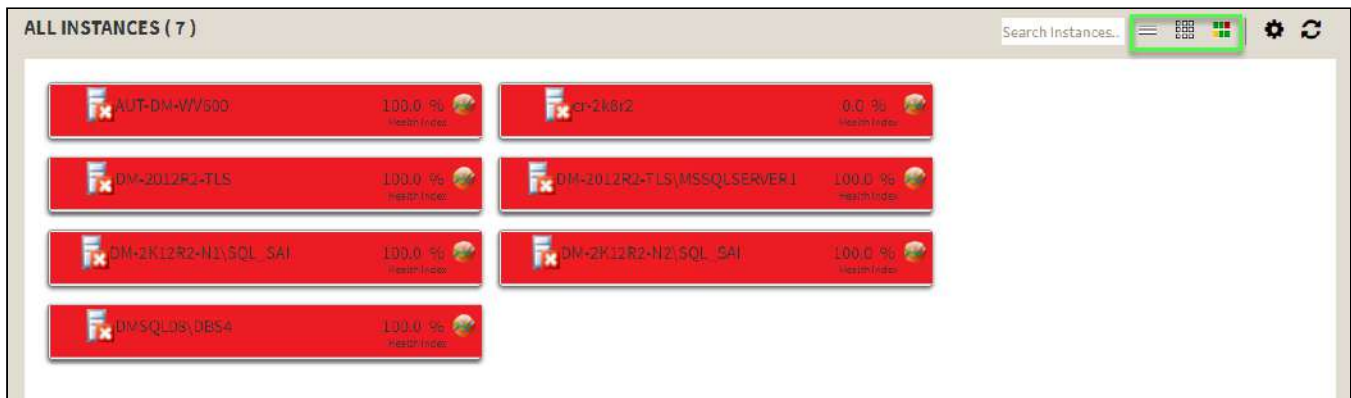 ALL INSTANCES ( 7 )
Search Instances..
AUT-DM-WV600
100.0 %
Health Index
cr-2k8r2
0.0 %
Health Index
DM-2012R2-TLS
100.0 %
Health Index
DM-2012R2-TLS\MSSQLSERVER1
100.0 %
Health Index
DM-2K12R2-N1\SQL_SAI
100.0 %
Health Index
DM-2K12R2-N2\SQL_SAI
100.0 %
Health Index
DMSQL08\DBS4
100.0 %
Health Index